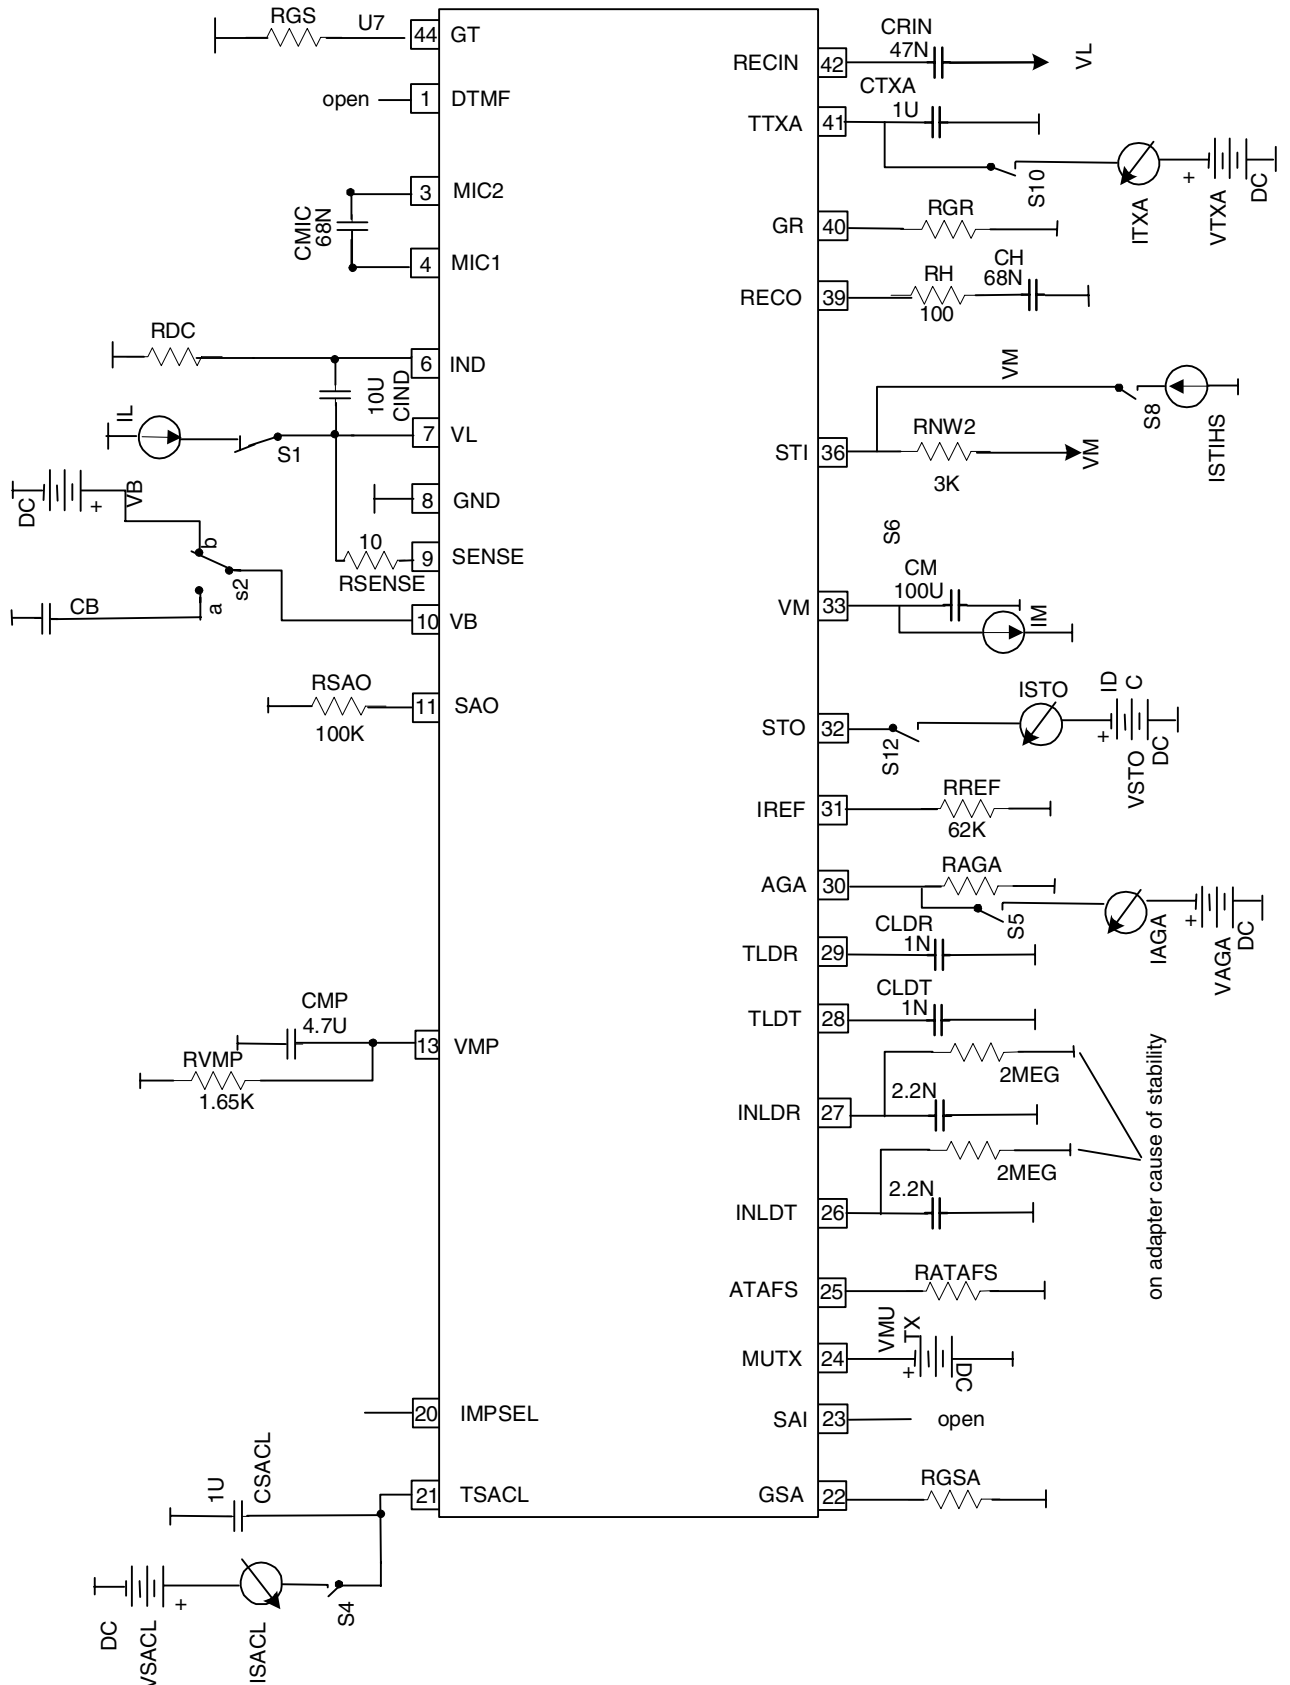 RGS
U7
44
GT
open
1
DTMF
3
MIC2
CMIC
68N
4
MIC1
RDC
6
IND
10U
CIND
IL
S1
7
VL
DC
+
VB
8
GND
10
RSENSE
9
SENSE
b
s2
a
CB
10
VB
RSAO
100K
11
SAO
CMP
4.7U
RVMP
1.65K
13
VMP
20
IMPSEL
1U
CSACL
21
TSACL
DC
VSACL
+
ISACL
S4
RECIN
42
CRIN
47N
VL
TTXA
41
CTXA
1U
S10
ITXA
+
VTXA
DC
GR
40
RGR
RECO
39
RH
100
CH
68N
VM
S8
ISTIHS
STI
36
RNW2
3K
VM
S6
VM
33
CM
100U
IM
STO
32
S12
ISTO
ID
C
+
VSTO
DC
IREF
31
RREF
62K
AGA
30
RAGA
S5
IAGA
+
VAGA
DC
TLDR
29
CLDR
1N
TLDT
28
CLDT
1N
2MEG
INLDR
27
2.2N
2MEG
INLDT
26
2.2N
on adapter cause of stability
ATAFS
25
RATAFS
MUTX
24
VMU
TX
+
DC
SAI
23
open
GSA
22
RGSA